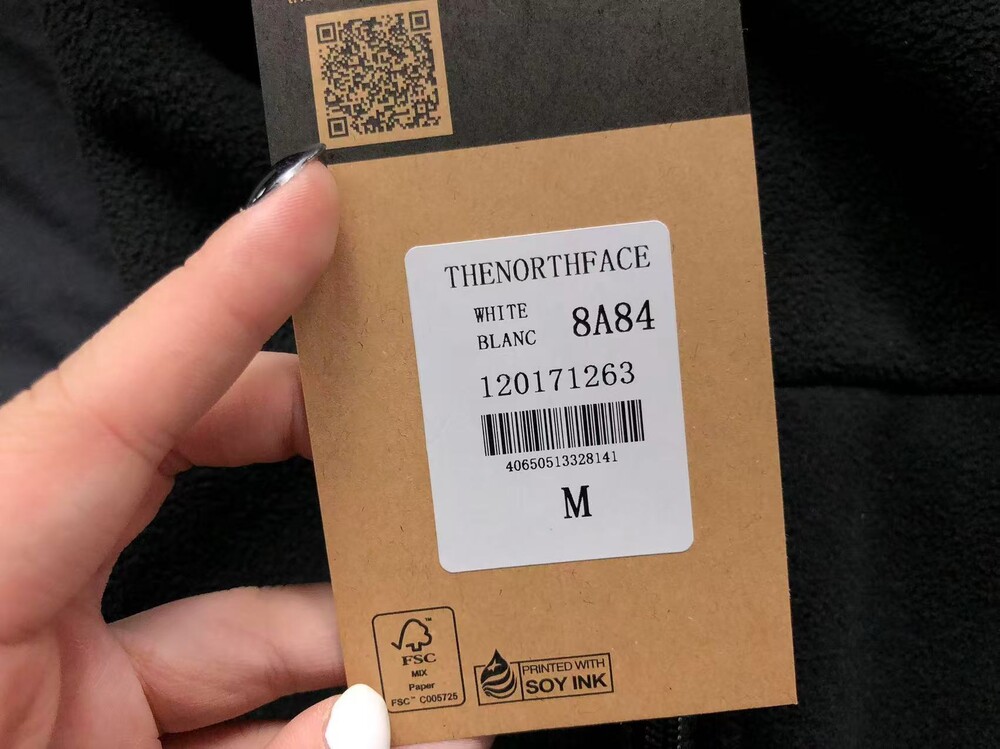 THENORTHFACE
WHITE
BLANC
8A84
120171263
40650513328141
M
FSC
MIX
Paper
FSC™ C005725
PRINTED WITH
SOY INK